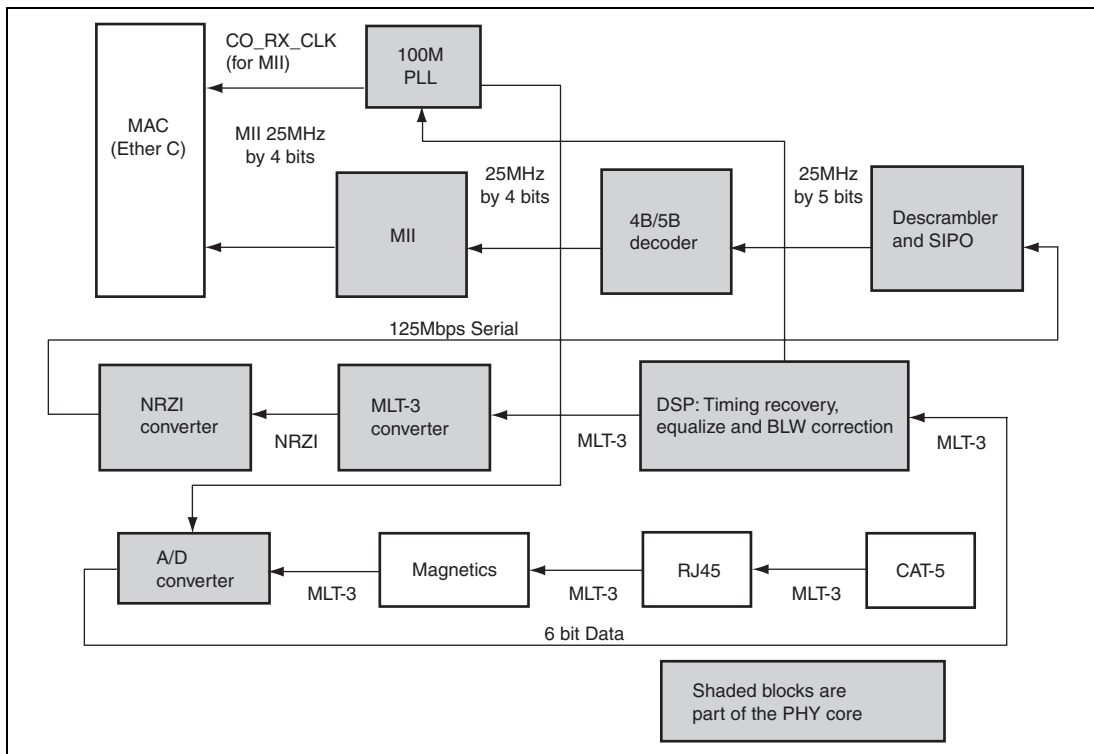 CO_RX_CLK
(for MII)
100M
PLL
MAC
(Ether C)
MII 25MHz
by 4 bits
25MHz
by 4 bits
25MHz
by 5 bits
MII
4B/5B
decoder
Descrambler
and SIPO
125Mbps Serial
NRZI
converter
NRZI
MLT-3
converter
MLT-3
DSP: Timing recovery,
equalize and BLW correction
MLT-3
A/D
converter
MLT-3
Magnetics
MLT-3
RJ45
MLT-3
CAT-5
6 bit Data
Shaded blocks are
part of the PHY core